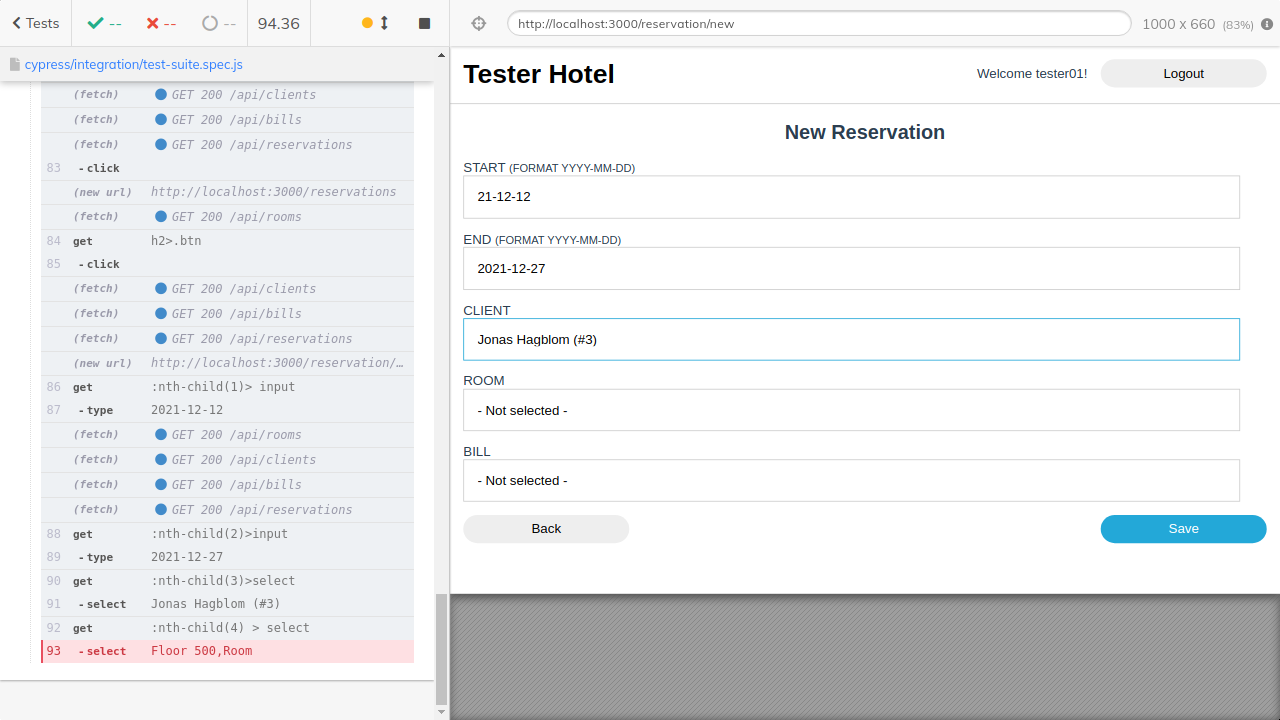 Tests -- -- -- 94.36
http://localhost:3000/reservation/new 1000 x 660 (83%)
cypress/integration/test-suite.spec.js
(fetch) GET 200 /api/clients
(fetch) GET 200 /api/bills
(fetch) GET 200 /api/reservations
83 - click
(new url) http://localhost:3000/reservations
(fetch) GET 200 /api/rooms
84 get h2>.btn
85 - click
(fetch) GET 200 /api/clients
(fetch) GET 200 /api/bills
(fetch) GET 200 /api/reservations
(new url) http://localhost:3000/reservation/…
86 get :nth-child(1)> input
87 - type 2021-12-12
(fetch) GET 200 /api/rooms
(fetch) GET 200 /api/clients
(fetch) GET 200 /api/bills
(fetch) GET 200 /api/reservations
88 get :nth-child(2)>input
89 - type 2021-12-27
90 get :nth-child(3)>select
91 - select Jonas Hagblom (#3)
92 get :nth-child(4) > select
93 - select Floor 500,Room
Tester Hotel
Welcome tester01! Logout
New Reservation
START (FORMAT YYYY-MM-DD)
21-12-12
END (FORMAT YYYY-MM-DD)
2021-12-27
CLIENT
Jonas Hagblom (#3)
ROOM
- Not selected -
BILL
- Not selected -
Back Save